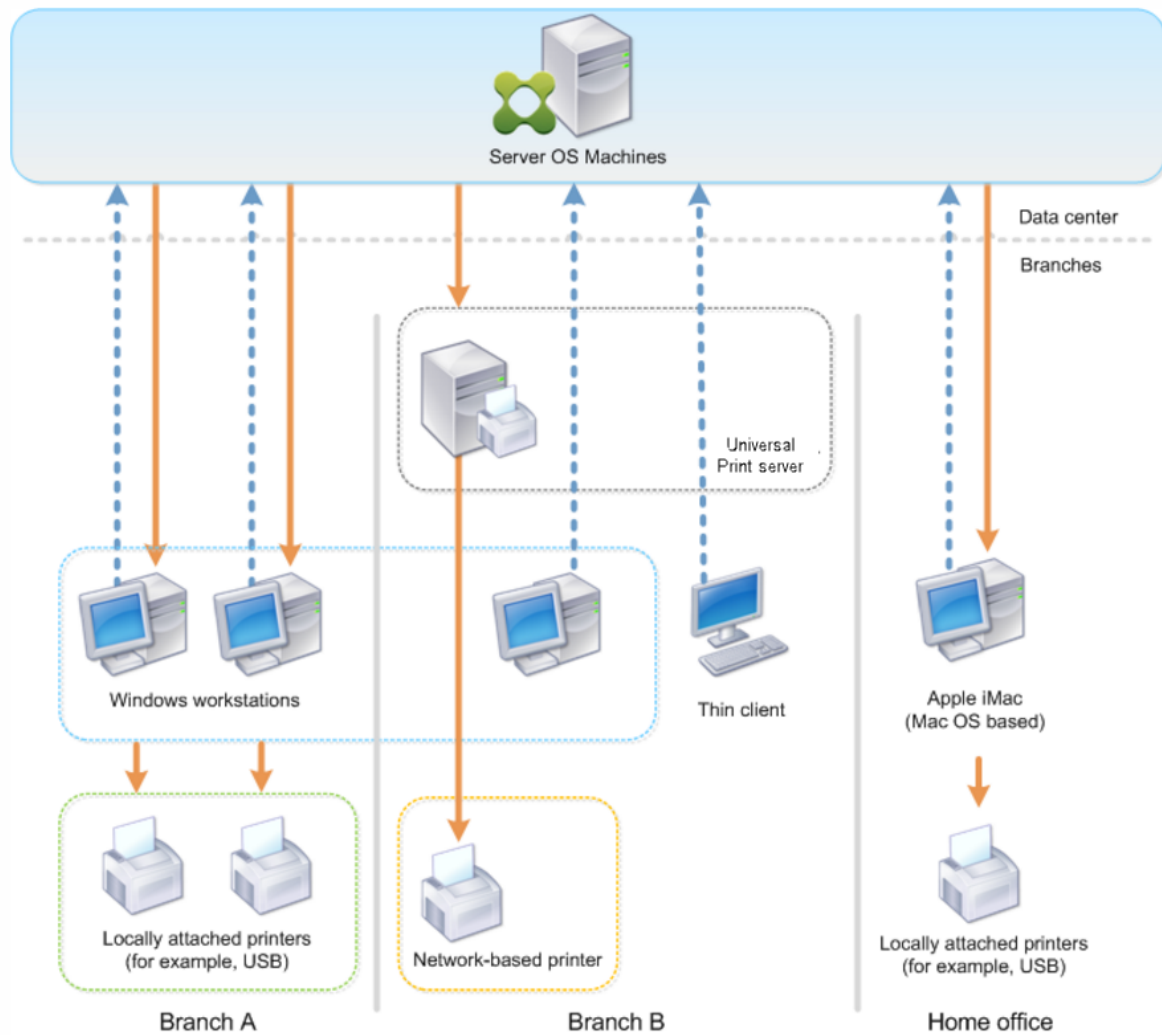 Server OS Machines
Data center
Branches
Universal
Print server
Windows workstations
Thin client
Apple iMac
(Mac OS based)
Locally attached printers
(for example, USB)
Network-based printer
Locally attached printers
(for example, USB)
Branch A
Branch B
Home office